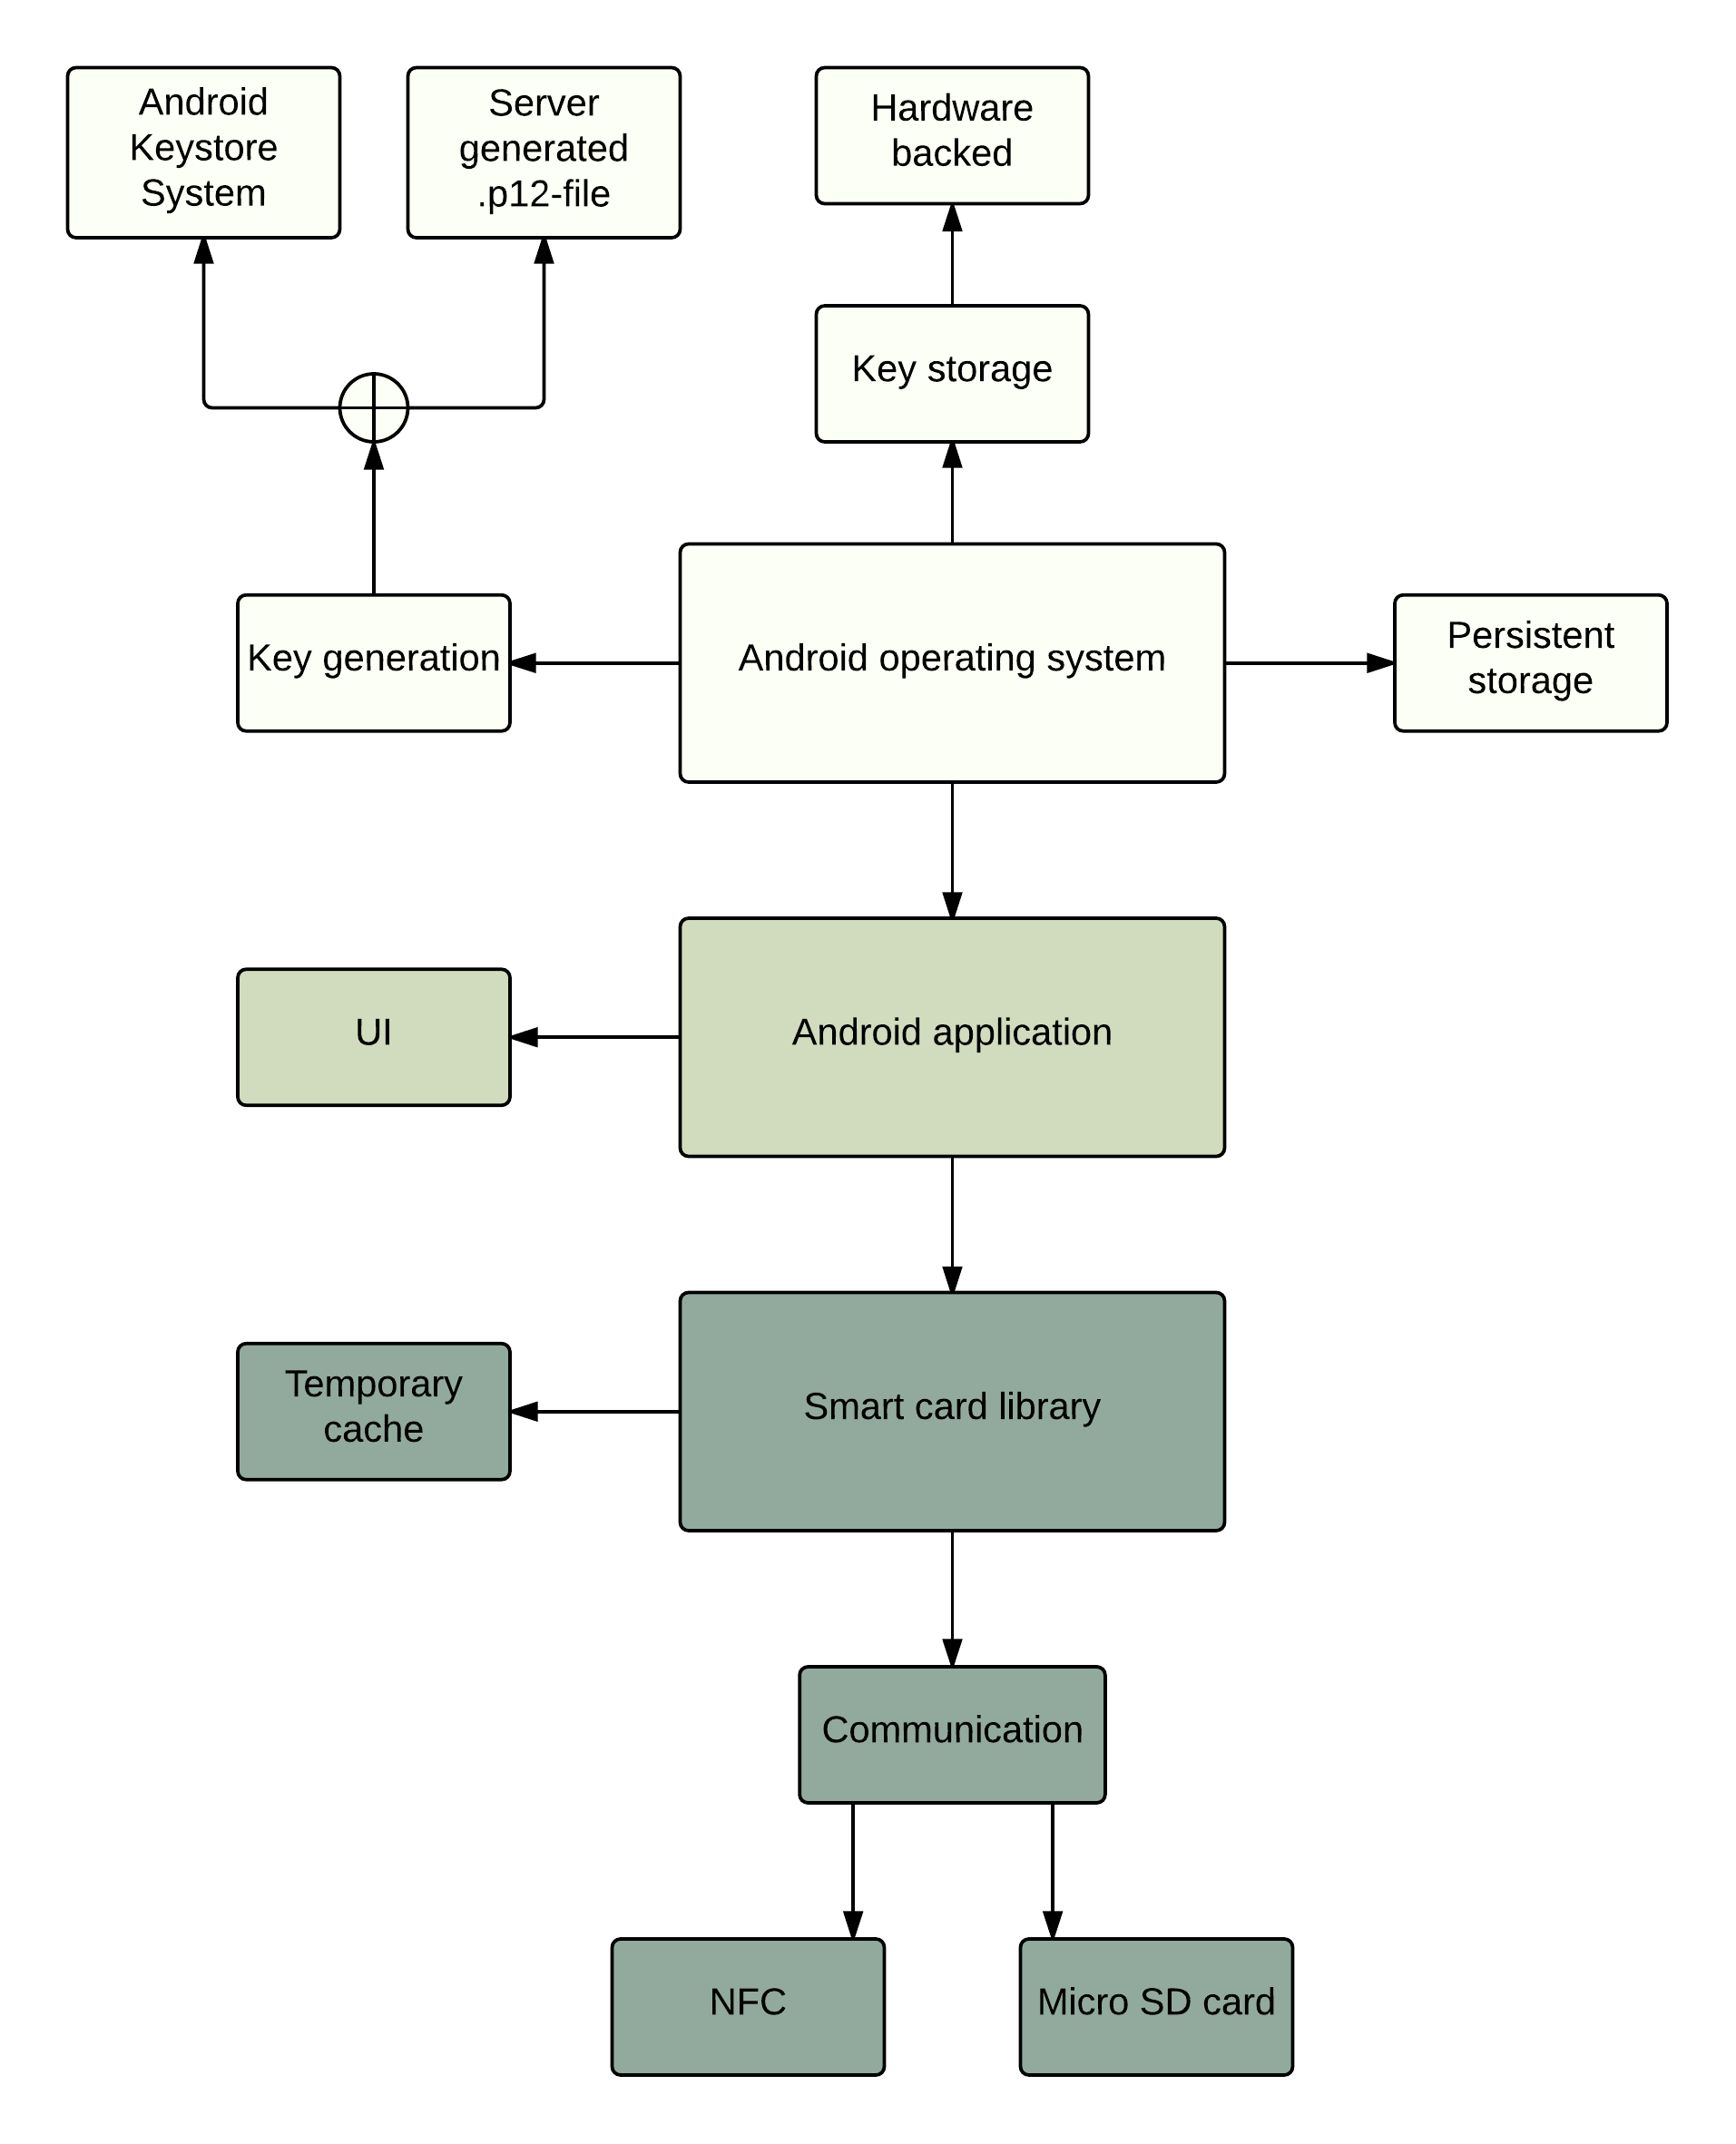 Android
Keystore
System
Server
generated
.p12-file
Hardware
backed
Key storage
Key generation
Android operating system
Persistent
storage
UI
Android application
Temporary
cache
Smart card library
Communication
NFC
Micro SD card